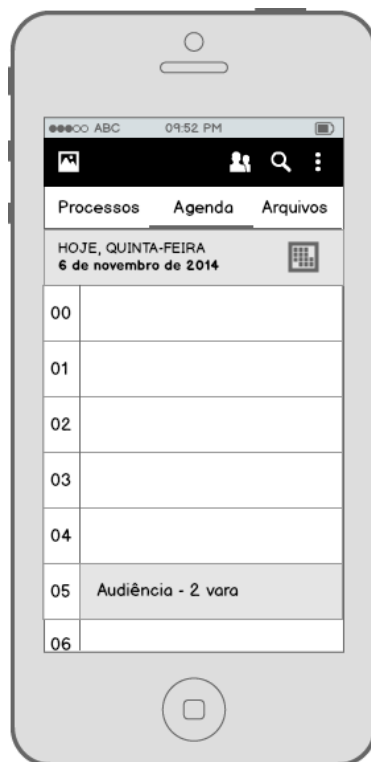 ABC 09:52 PM
Processos Agenda Arquivos
HOJE, QUINTA-FEIRA
6 de novembro de 2014
00
01
02
03
04
05 Audiência - 2 vara
06